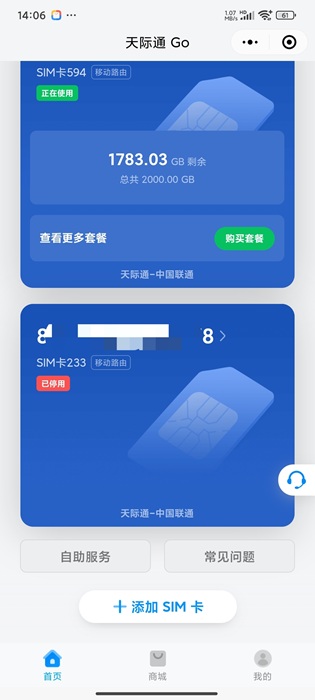 14:06
1.07 MB/s
HD
61
天际通 Go
SIM卡594 移动路由
正在使用
1783.03 GB 剩余
总共 2000.00 GB
查看更多套餐 购买套餐
天际通-中国联通
8 8
SIM卡233 移动路由
已停用
天际通-中国联通
自助服务 常见问题
添加 SIM 卡
首页 商城 我的